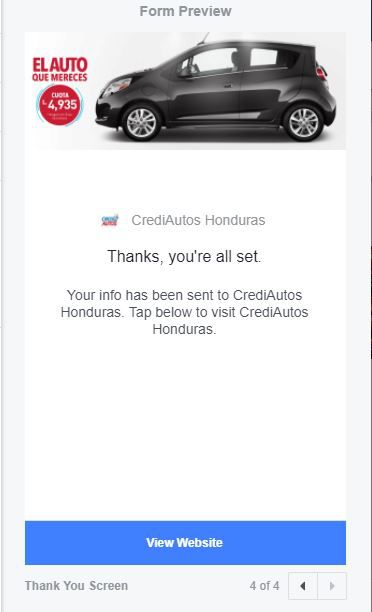 Form Preview
EL AUTO
QUE MERECES
CUOTA
L. 4,935
CREDI
AUTOS
CrediAutos Honduras
Thanks, you're all set.
Your info has been sent to CrediAutos
Honduras. Tap below to visit CrediAutos
Honduras.
View Website
Thank You Screen
4 of 4